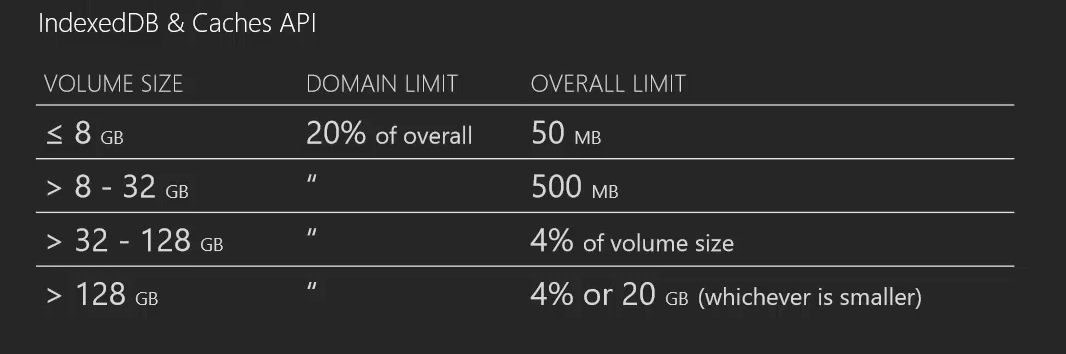 IndexedDB & Caches API
VOLUME SIZE DOMAIN LIMIT OVERALL LIMIT
≤ 8 GB 20% of overall 50 MB
> 8 - 32 GB “ 500 MB
> 32 - 128 GB “ 4% of volume size
> 128 GB “ 4% or 20 GB (whichever is smaller)